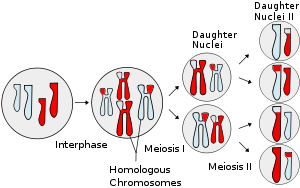 Daughter
Nuclei II
Daughter
Nuclei
Interphase
Meiosis I
Homologous
Chromosomes
Meiosis II